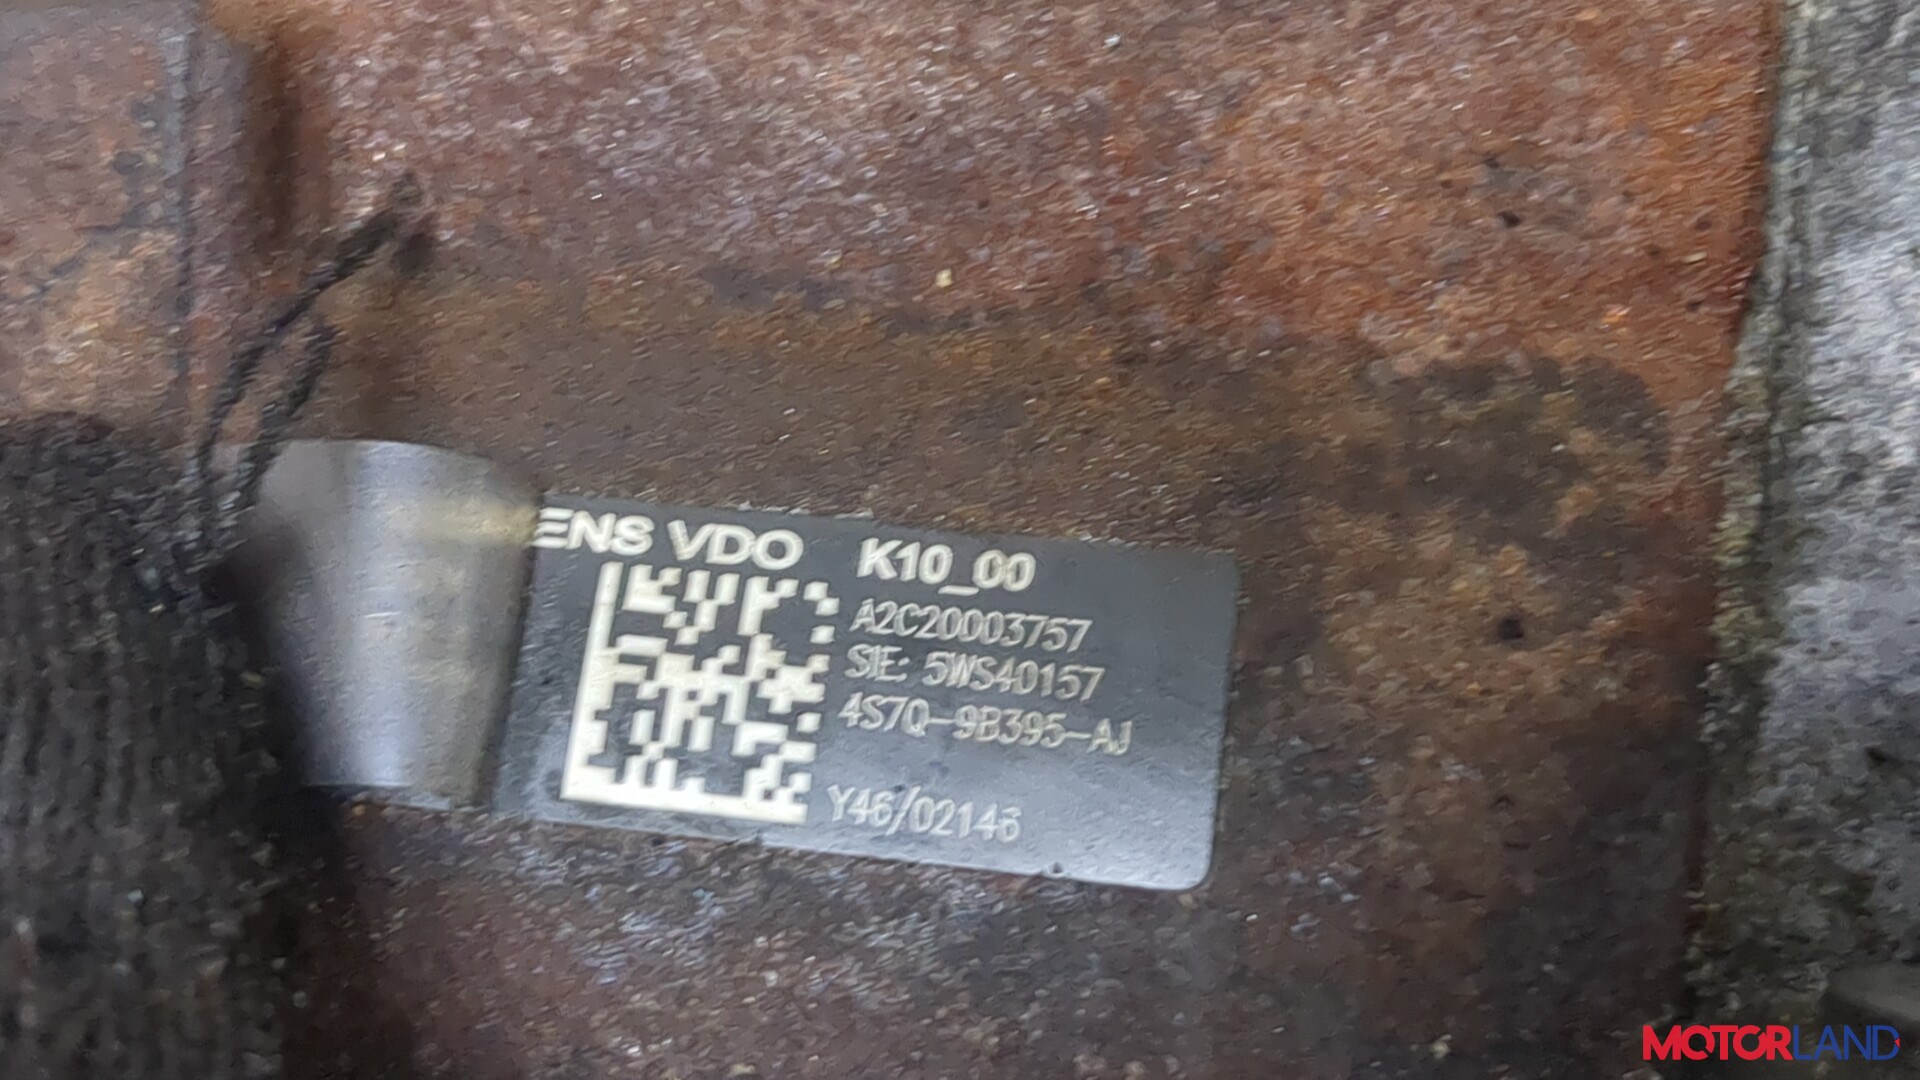 ENS VDO K10_00
A2C20003757
SIE: 5WS40157
4S7Q-9B395-AJ
Y46/02146
MOTORLAND